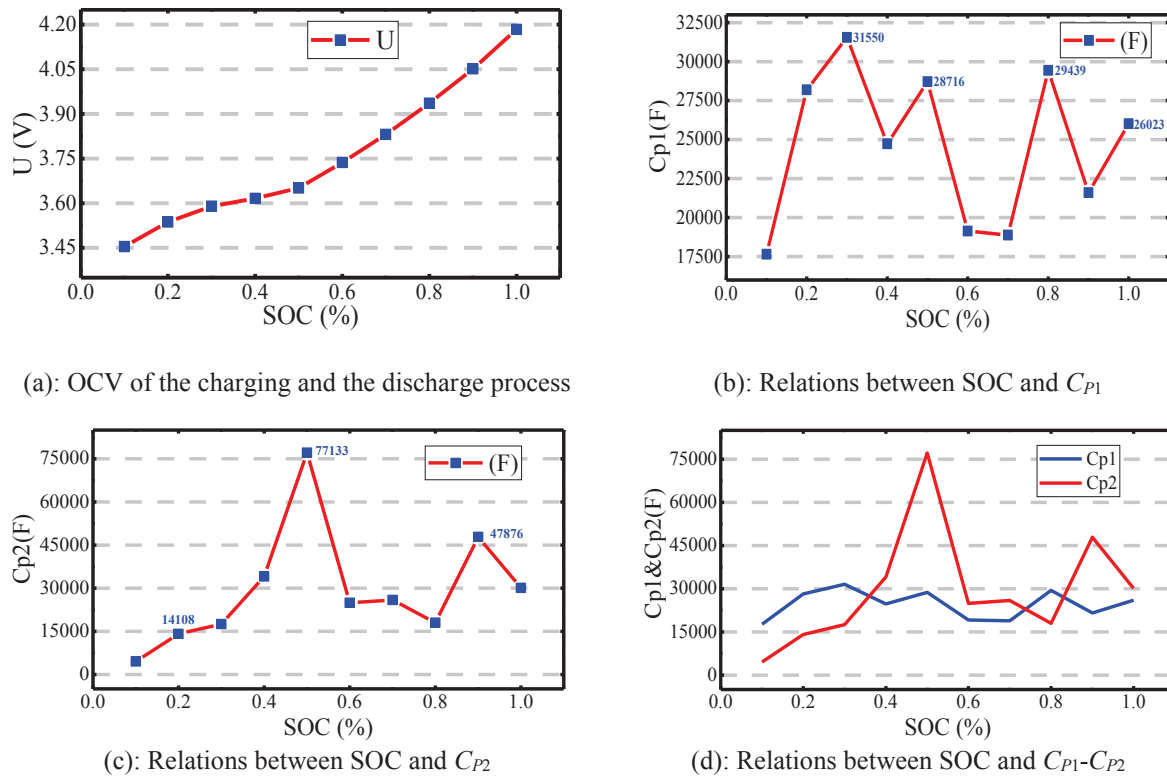 4.20
4.05
3.90
3.75
3.60
3.45
U (V)
U
0.0 0.2 0.4 0.6 0.8 1.0
SOC (%)
(a): OCV of the charging and the discharge process
32500
30000
27500
25000
22500
20000
17500
Cp1(F)
(F)
31550
28716
29439
26023
0.0 0.2 0.4 0.6 0.8 1.0
SOC (%)
(b): Relations between SOC and CP1
75000
60000
45000
30000
15000
0
Cp2(F)
(F)
77133
47876
14108
0.0 0.2 0.4 0.6 0.8 1.0
SOC (%)
(c): Relations between SOC and CP2
75000
60000
45000
30000
15000
0
Cp1&Cp2(F)
Cp1
Cp2
0.0 0.2 0.4 0.6 0.8 1.0
SOC (%)
(d): Relations between SOC and CP1-CP2